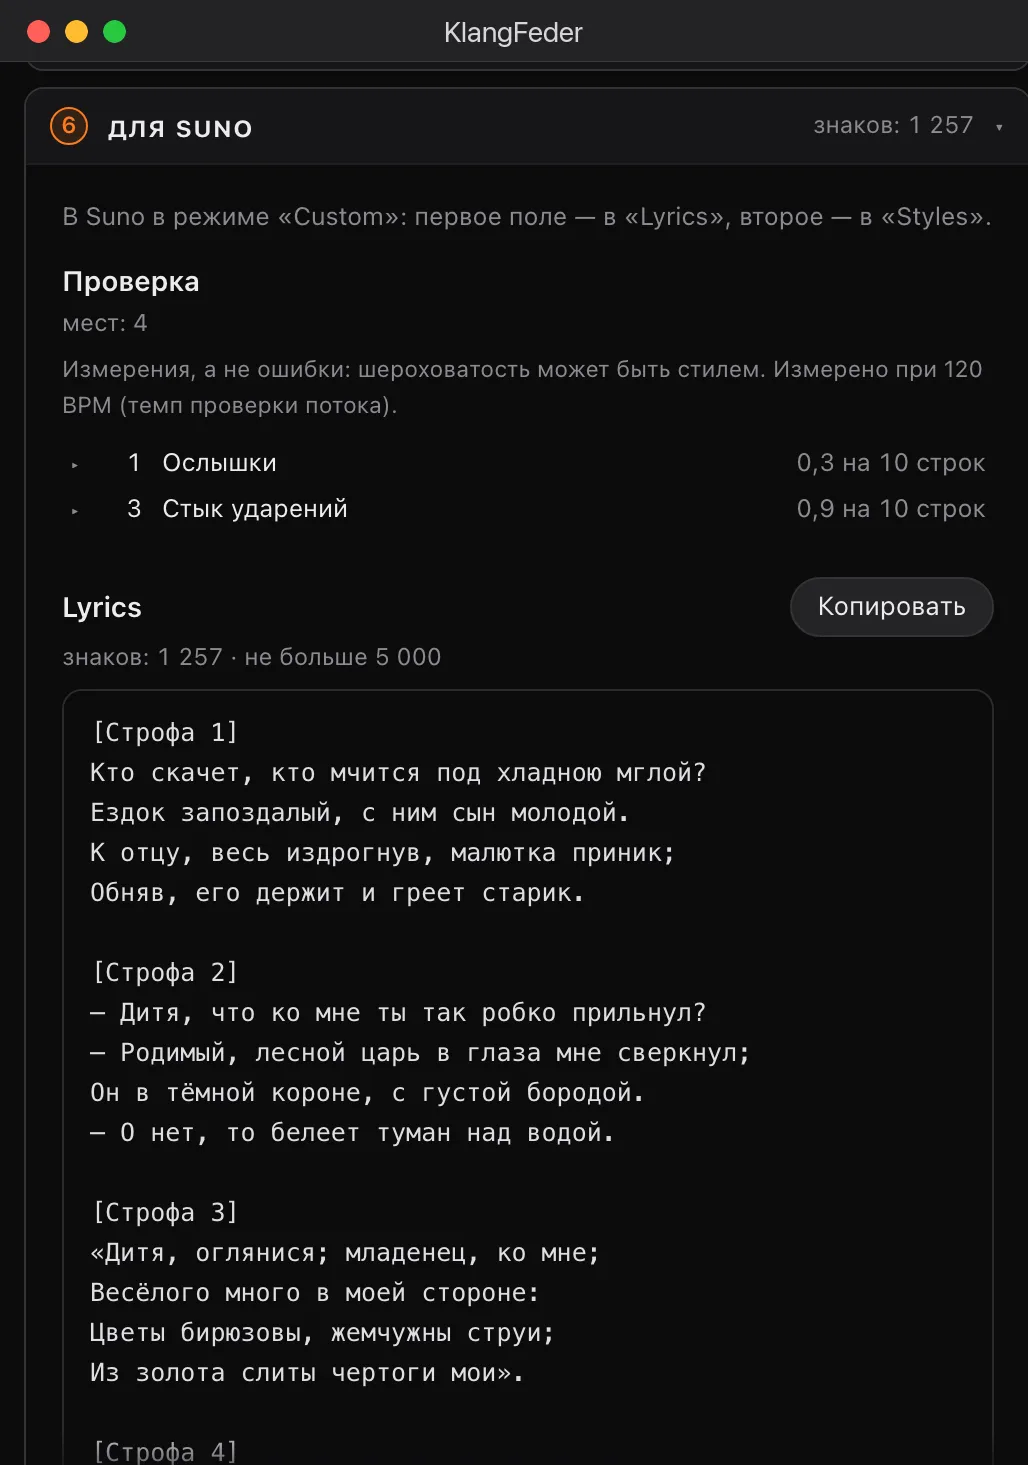 KlangFeder
6 ДЛЯ SUNO знаков: 1 257
В Suno в режиме «Custom»: первое поле — в «Lyrics», второе — в «Styles».
Проверка
мест: 4
Измерения, а не ошибки: шероховатость может быть стилем. Измерено при 120
BPM (темп проверки потока).
1 Ослышки 0,3 на 10 строк
3 Стык ударений 0,9 на 10 строк
Lyrics Копировать
знаков: 1 257 · не больше 5 000
[Строфа 1]
Кто скачет, кто мчится под хладною мглой?
Ездок запоздалый, с ним сын молодой.
К отцу, весь издрогнув, малютка приник;
Обняв, его держит и греет старик.
[Строфа 2]
— Дитя, что ко мне ты так робко прильнул?
— Родимый, лесной царь в глаза мне сверкнул;
Он в тёмной короне, с густой бородой.
— О нет, то белеет туман над водой.
[Строфа 3]
«Дитя, оглянися; младенец, ко мне;
Весёлого много в моей стороне:
Цветы бирюзовы, жемчужны струи;
Из золота слиты чертоги мои».
[Строфа 4]